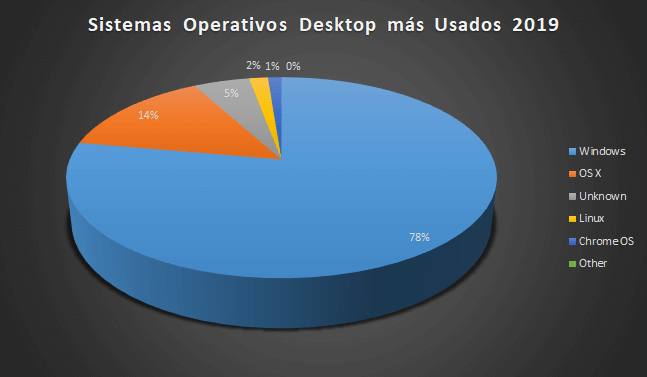 Sistemas Operativos Desktop más Usados 2019
2% 1% 0%
5%
14%
78%
Windows
OS X
Unknown
Linux
Chrome OS
Other